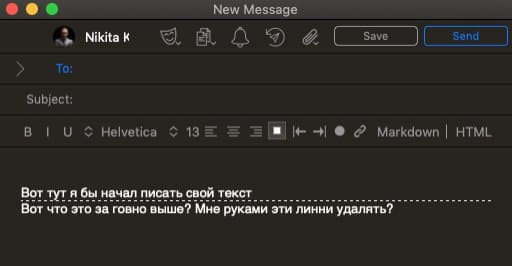 New Message
Nikita K
Save
Send
To:
Subject:
B I U Helvetica 13 Markdown | HTML
Вот тут я бы начал писать свой текст
Вот что это за говно выше? Мне руками эти линни удалять?